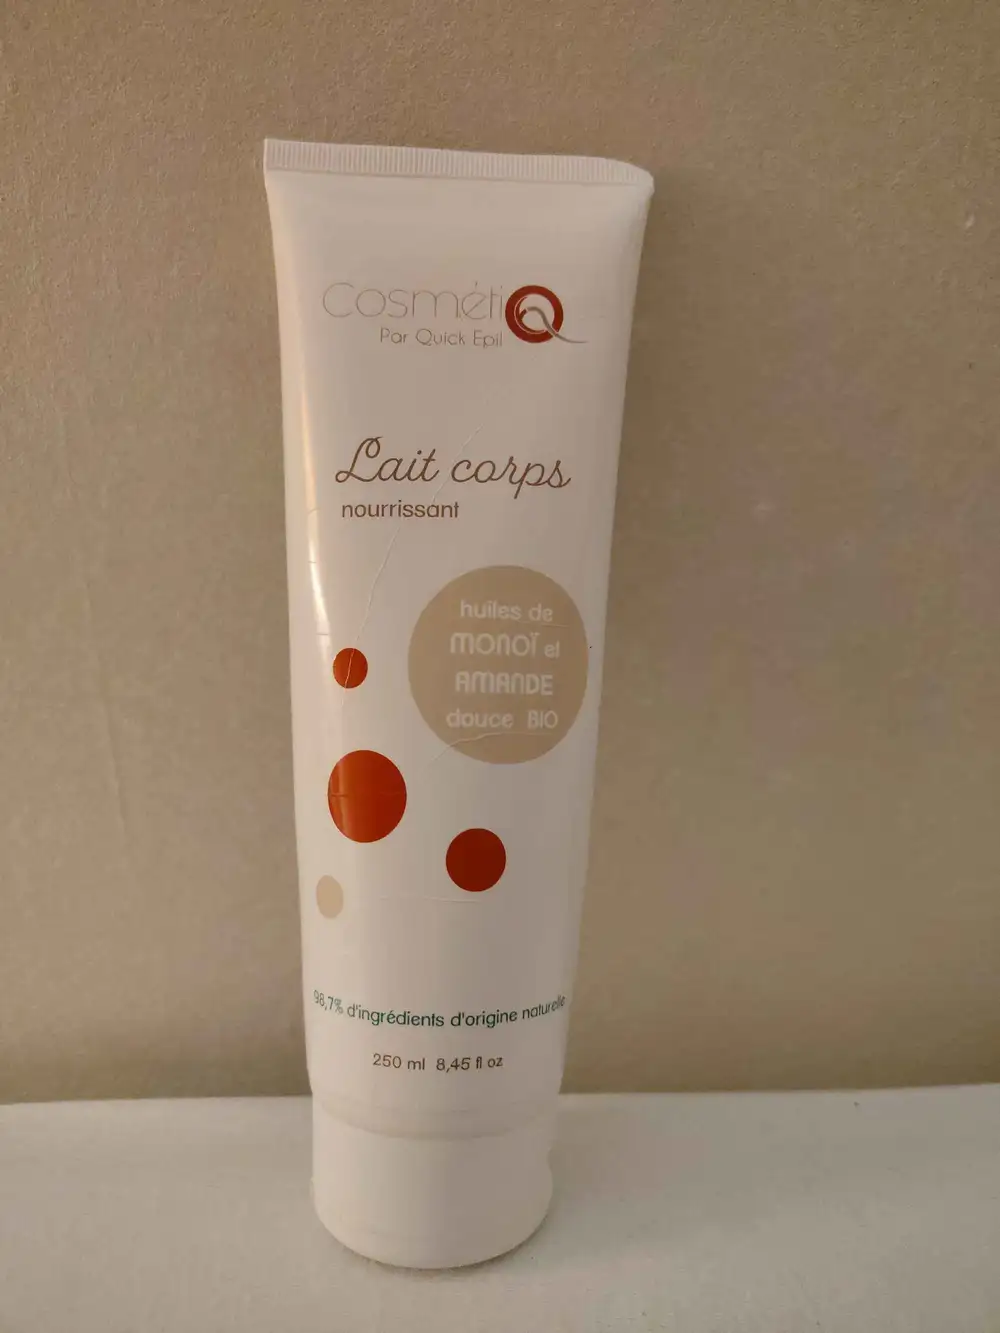 CosmétiQ
Par Quick Epil
Lait corps
nourrissant
huiles de
MONOÏ et
AMANDE
douce BIO
98,7% d'ingrédients d'origine naturelle
250 ml 8,45 fl oz